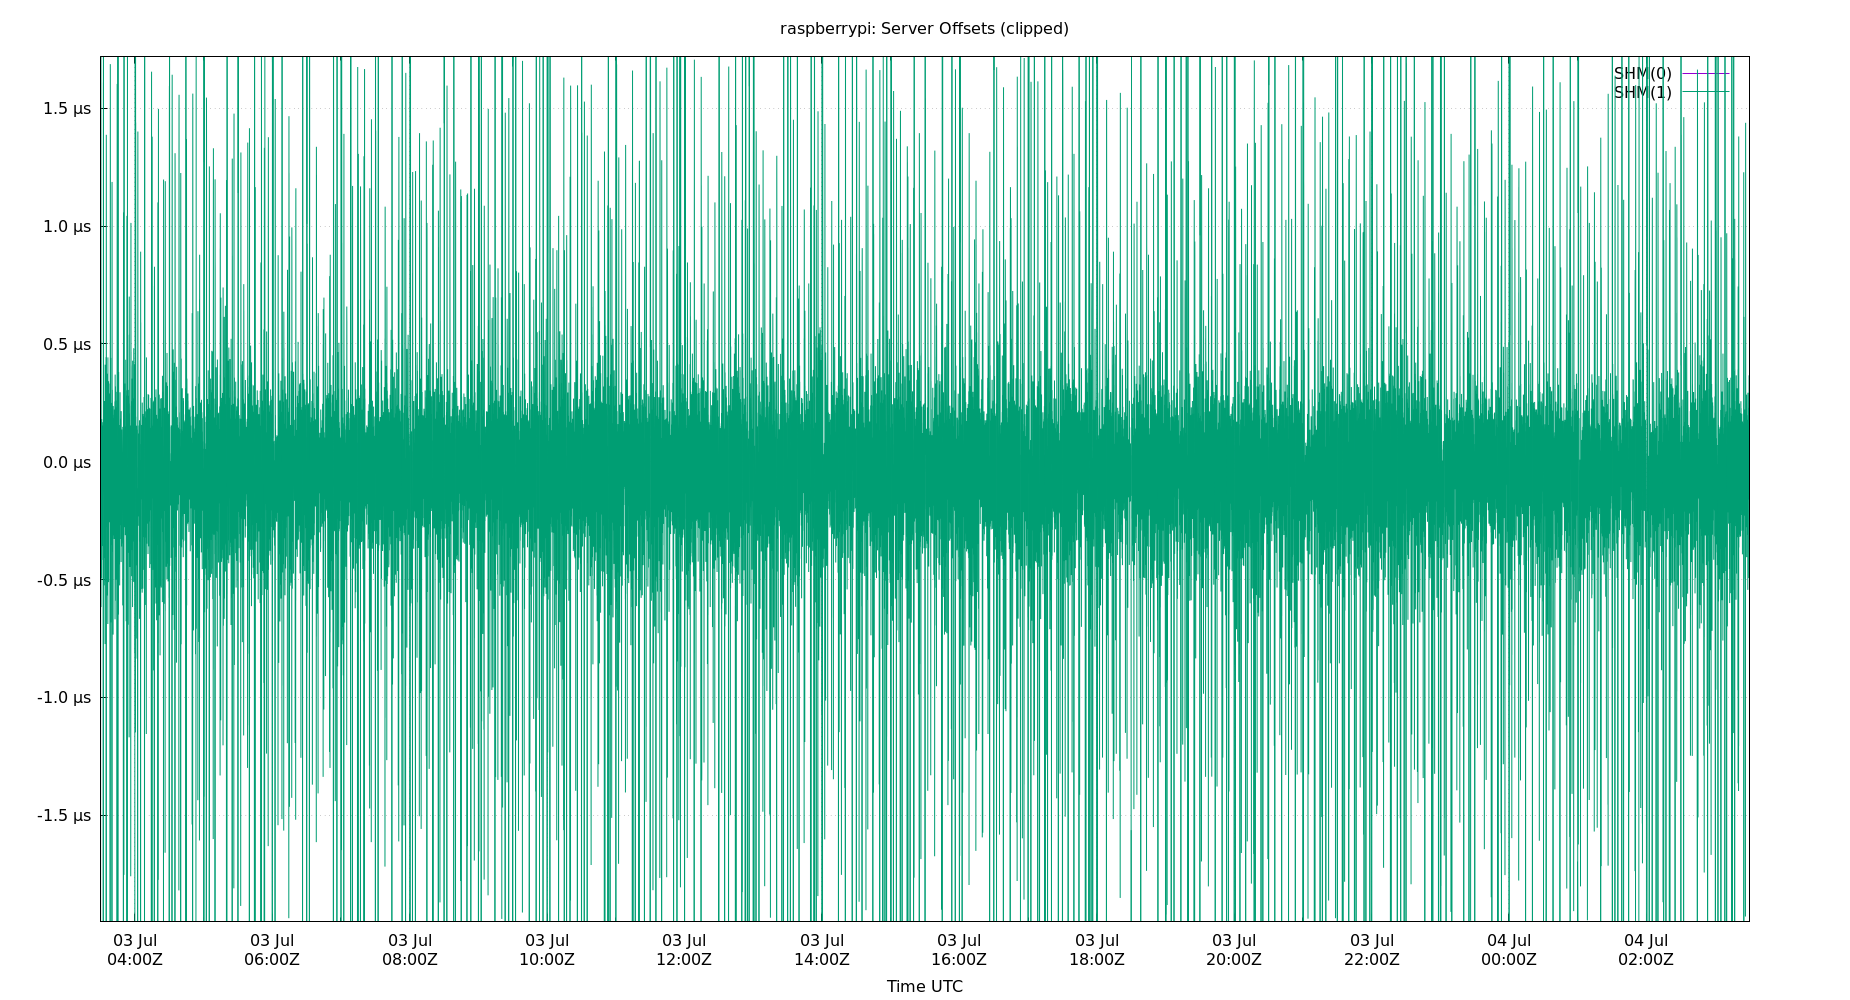 raspberrypi: Server Offsets (clipped)
SHM(0)
SHM(1)
1.5 µs
1.0 µs
0.5 µs
0.0 µs
-0.5 µs
-1.0 µs
-1.5 µs
03 Jul 03 Jul 03 Jul 03 Jul 03 Jul 03 Jul 03 Jul 03 Jul 03 Jul 03 Jul 04 Jul 04 Jul
04:00Z 06:00Z 08:00Z 10:00Z 12:00Z 14:00Z 16:00Z 18:00Z 20:00Z 22:00Z 00:00Z 02:00Z
Time UTC